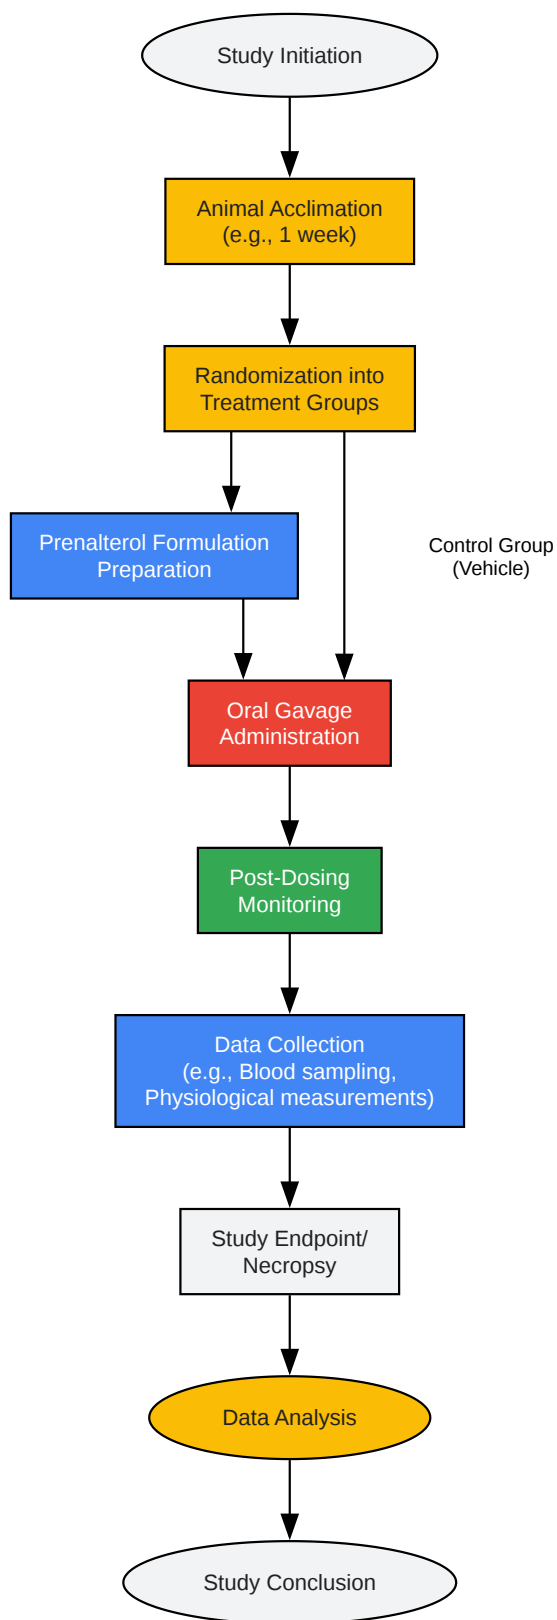 Study Initiation
Animal Acclimation
(e.g., 1 week)
Randomization into
Treatment Groups
Prenalterol Formulation
Preparation
Control Group
(Vehicle)
Oral Gavage
Administration
Post-Dosing
Monitoring
Data Collection
(e.g., Blood sampling,
Physiological measurements)
Study Endpoint/
Necropsy
Data Analysis
Study Conclusion